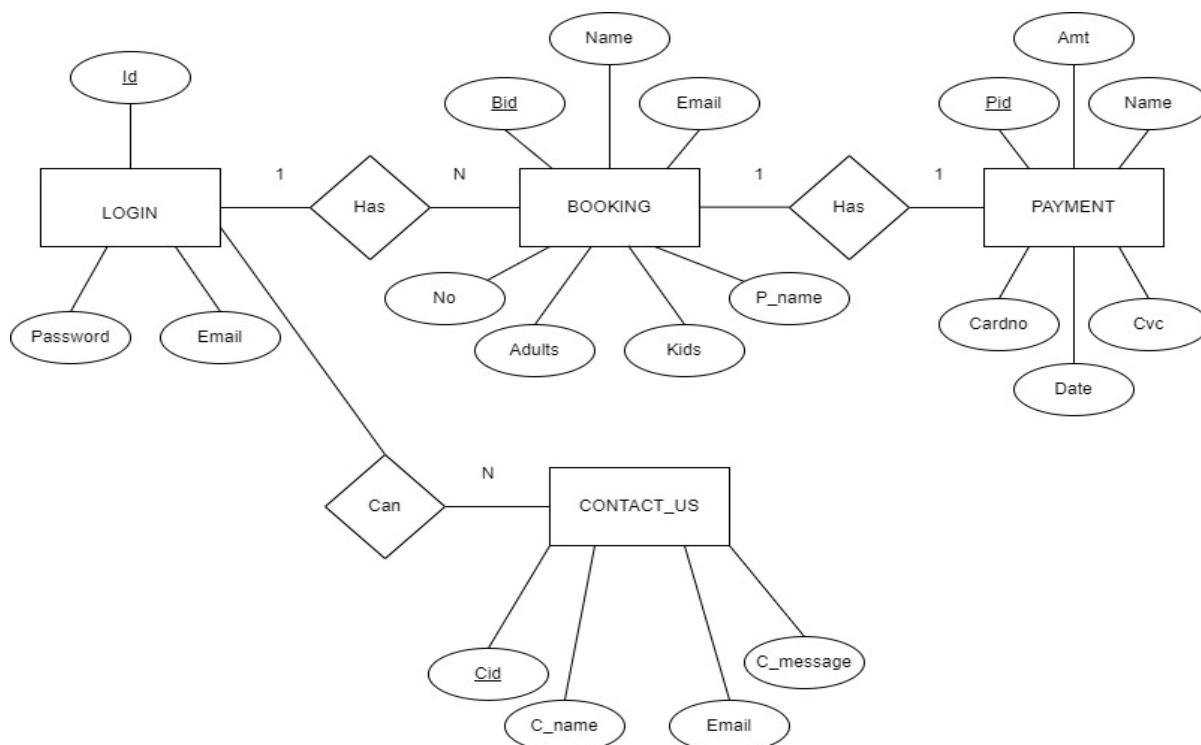 Name
Amt
Id
Bid
Email
Pid
Name
1
N
1
1
LOGIN
Has
BOOKING
Has
PAYMENT
No
P_name
Password
Email
Adults
Kids
Cardno
Cvc
Date
N
Can
CONTACT_US
C_message
Cid
C_name
Email